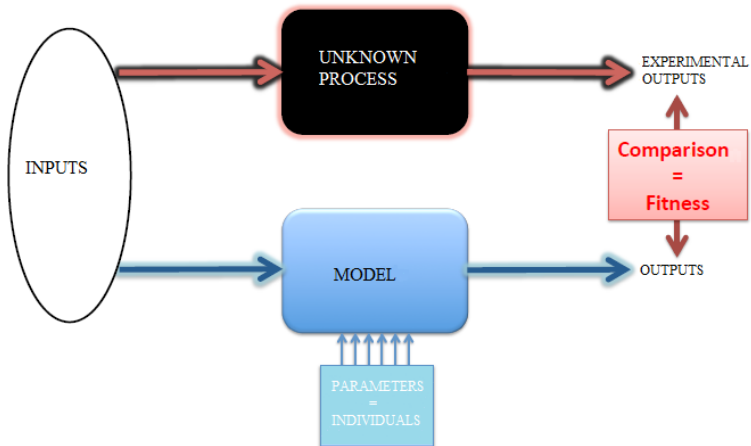 UNKNOWN
PROCESS
EXPERIMENTAL
OUTPUTS
INPUTS
Comparison
=
Fitness
MODEL
OUTPUTS
PARAMETERS
=
INDIVIDUALS